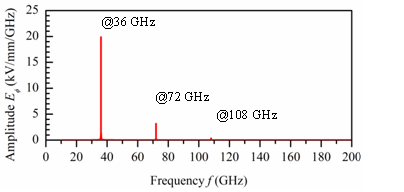 25
20
15
10
5
0
Amplitude E_ϕ (kV/mm/GHz)
@36 GHz
@72 GHz
@108 GHz
0 20 40 60 80 100 120 140 160 180 200
Frequency f (GHz)